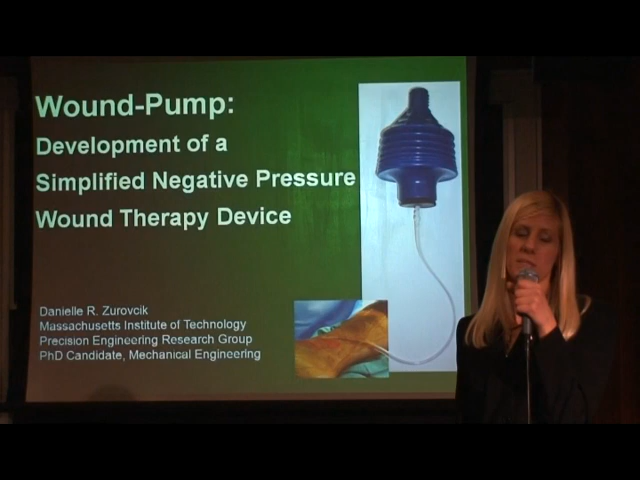 Wound-Pump:
Development of a
Simplified Negative Pressure
Wound Therapy Device
Danielle R. Zurovcik
Massachusetts Institute of Technology
Precision Engineering Research Group
PhD Candidate, Mechanical Engineering